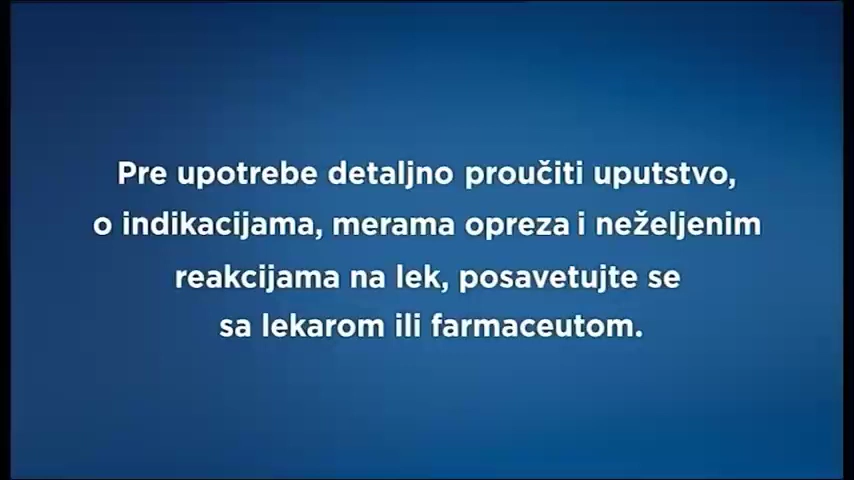 Pre upotrebe detaljno proučiti uputstvo,
o indikacijama, merama opreza i neželjenim
reakcijama na lek, posavetujte se
sa lekarom ili farmaceutom.